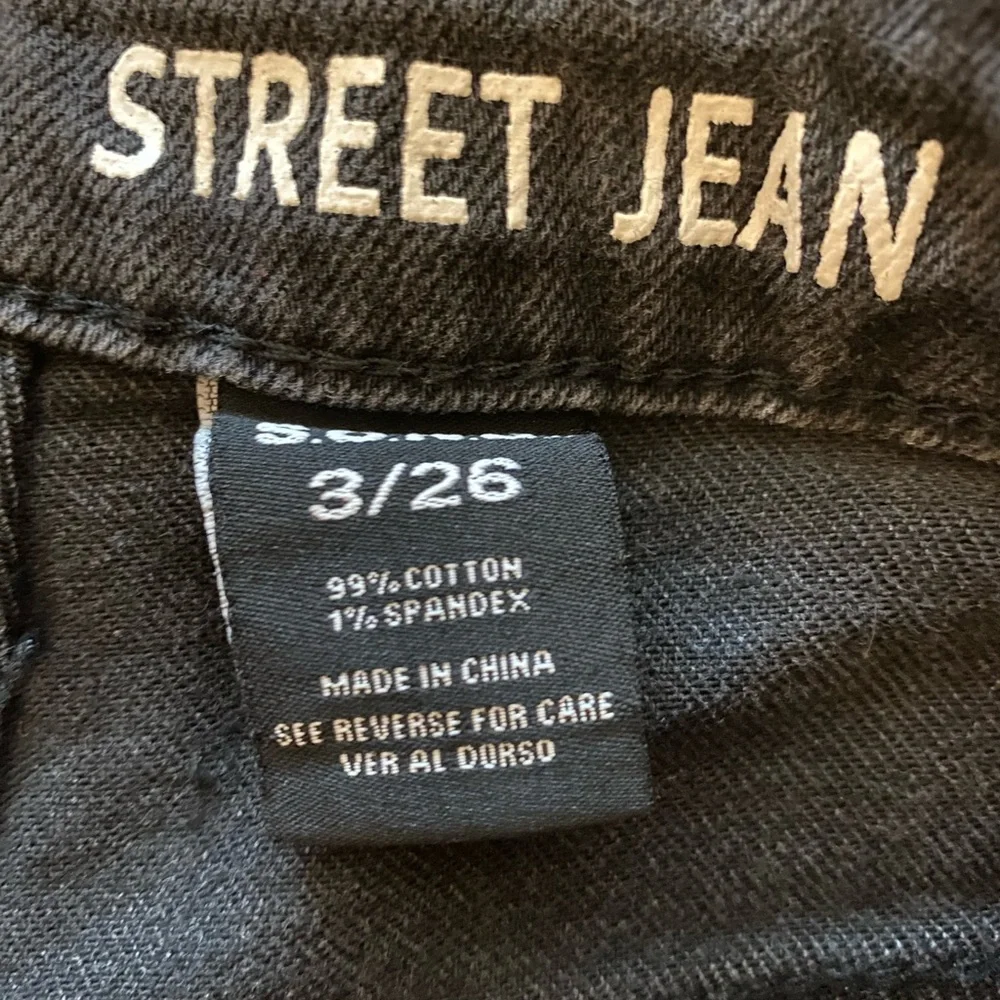 STREET JEAN
3/26
99% COTTON
1% SPANDEX
MADE IN CHINA
SEE REVERSE FOR CARE
VER AL DORSO